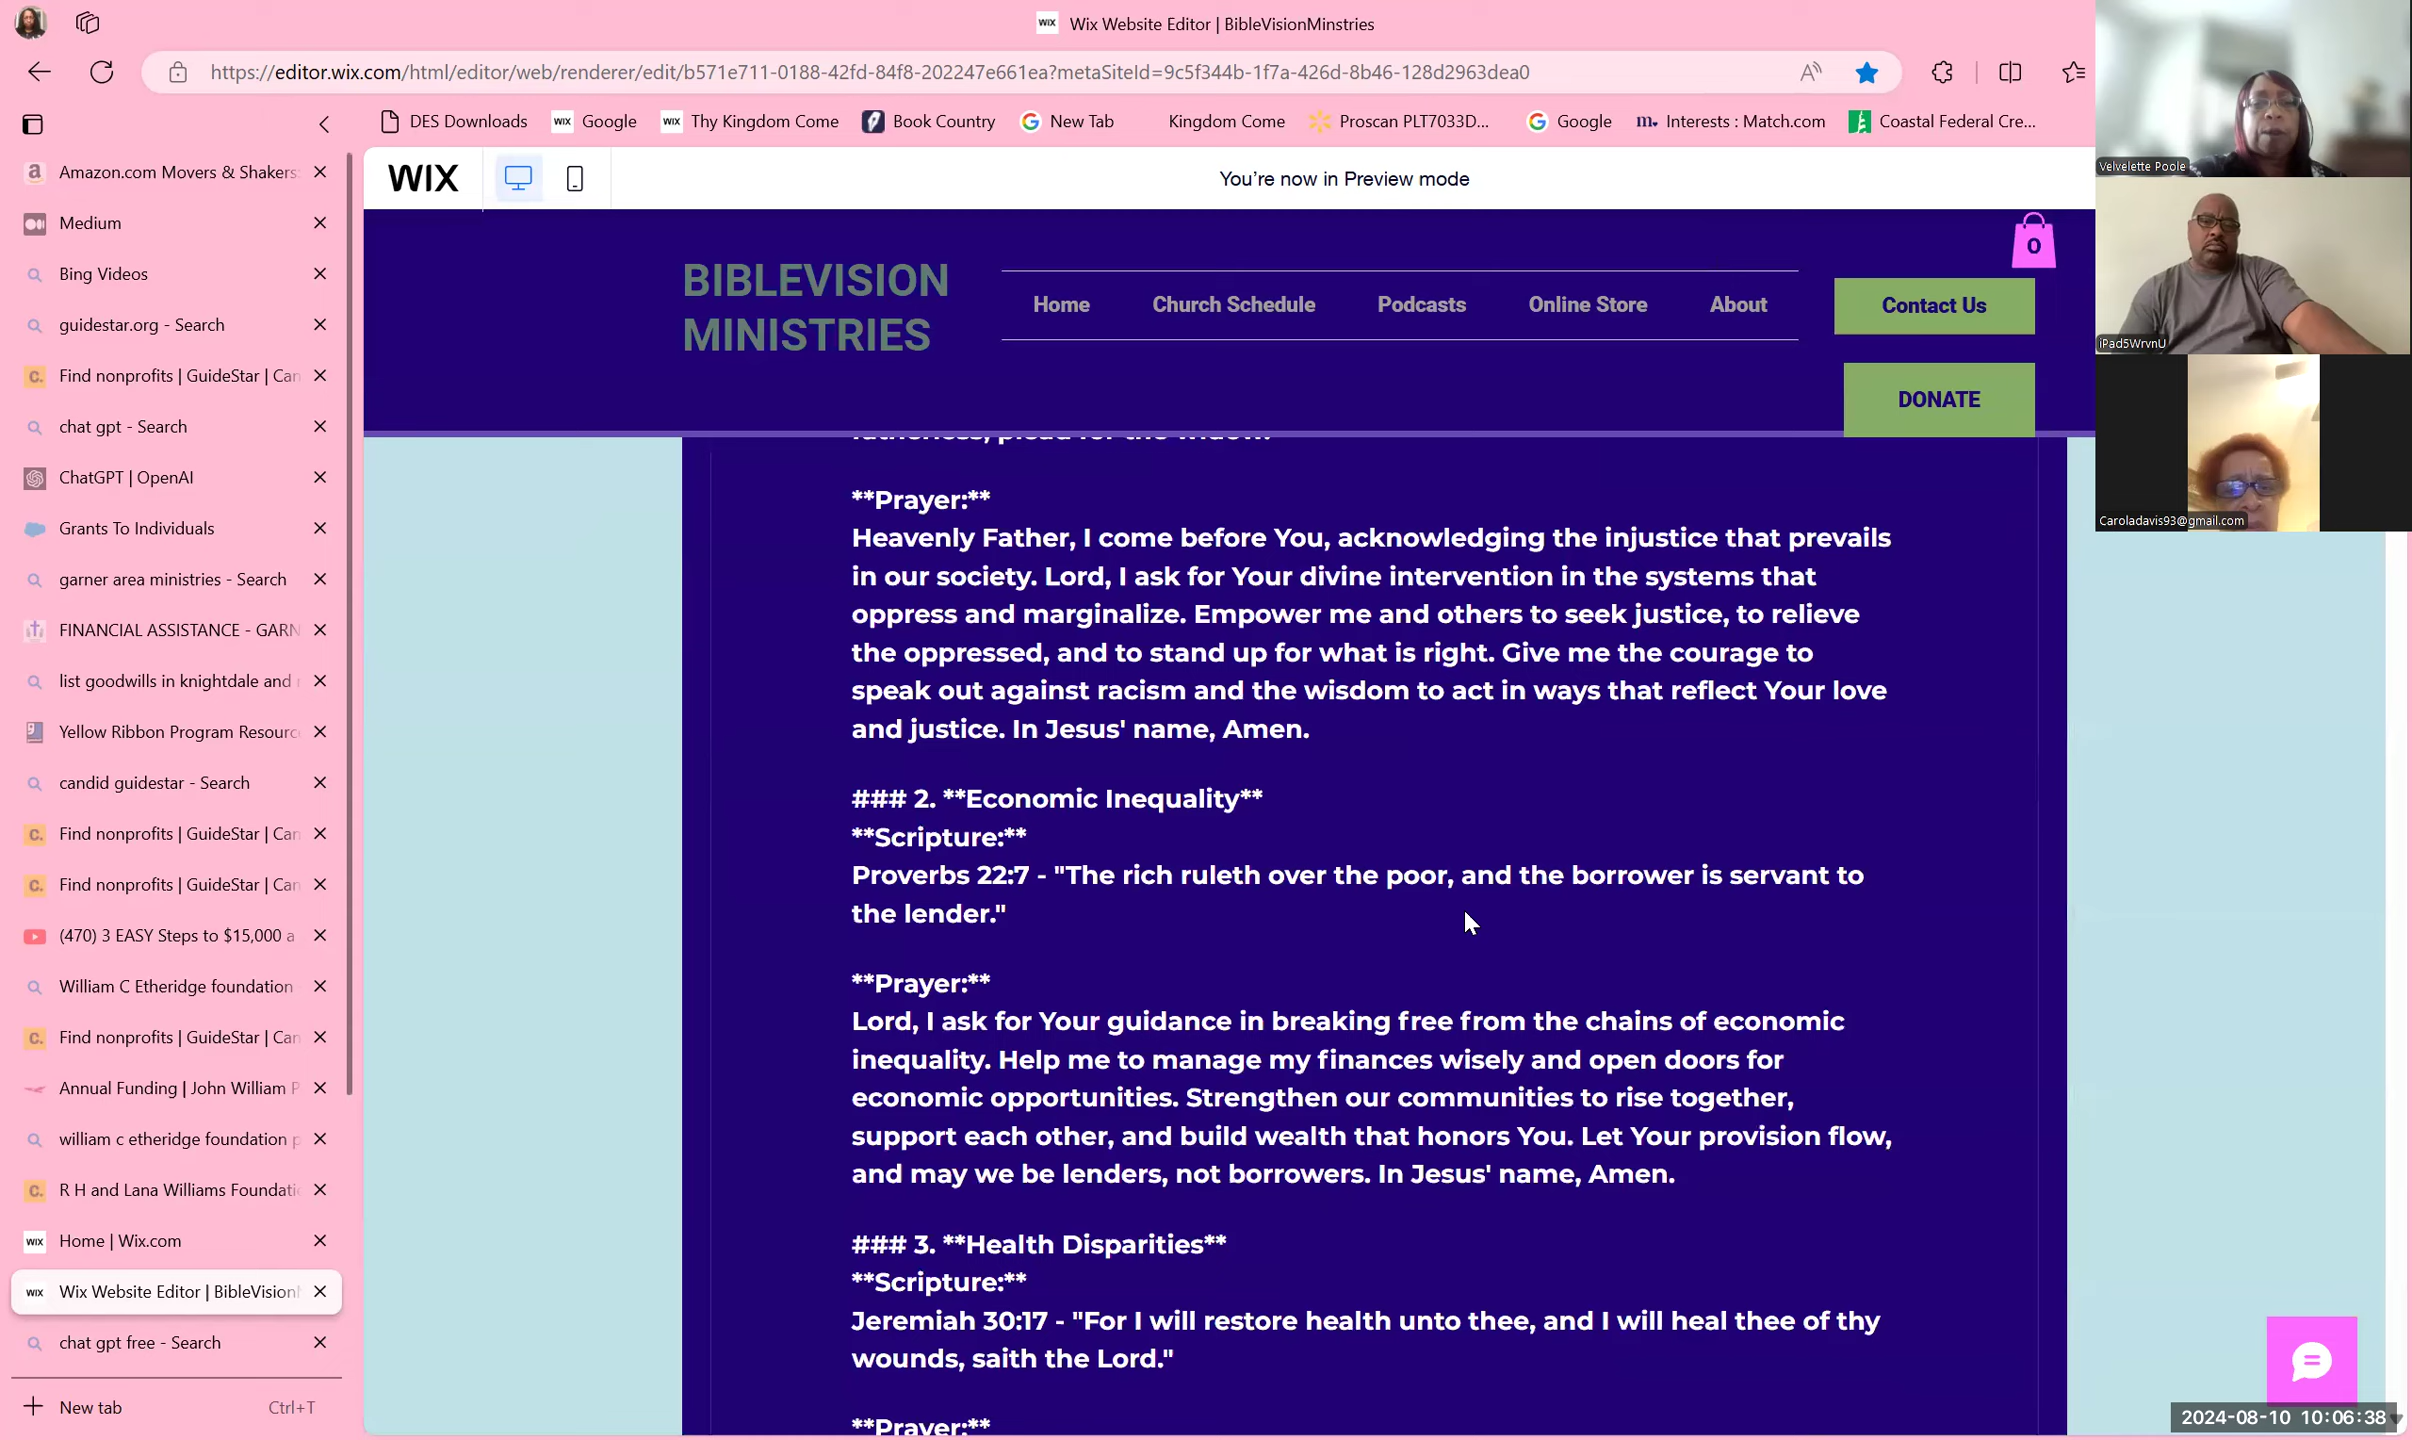 Wix Website Editor | BibleVisionMinstries
https://editor.wix.com/html/editor/web/renderer/edit/b571e711-0188-42fd-84f8-202247e661ea?metaSiteId=9c5f344b-1f7a-426d-8b46-128d2963dea0
DES Downloads
WIX Google
WIX Thy Kingdom Come
Book Country
New Tab
Kingdom Come
Proscan PLT7033D...
Google
m. Interests : Match.com
Coastal Federal Cre...
Amazon.com Movers & Shakers:
Medium
Bing Videos
guidestar.org - Search
Find nonprofits | GuideStar | Can
chat gpt - Search
ChatGPT | OpenAI
Grants To Individuals
garner area ministries - Search
FINANCIAL ASSISTANCE - GARN
list goodwills in knightdale and
Yellow Ribbon Program Resourc
candid guidestar - Search
Find nonprofits | GuideStar | Can
Find nonprofits | GuideStar | Can
(470) 3 EASY Steps to $15,000 a
William C Etheridge foundation
Find nonprofits | GuideStar | Can
Annual Funding | John William P
william c etheridge foundation p
R H and Lana Williams Foundati
Home | Wix.com
Wix Website Editor | BibleVision
chat gpt free - Search
New tab Ctrl+T
WIX
You're now in Preview mode
BIBLEVISION
MINISTRIES
Home Church Schedule Podcasts Online Store About
0
Contact Us
DONATE
**Prayer:**
Heavenly Father, I come before You, acknowledging the injustice that prevails
in our society. Lord, I ask for Your divine intervention in the systems that
oppress and marginalize. Empower me and others to seek justice, to relieve
the oppressed, and to stand up for what is right. Give me the courage to
speak out against racism and the wisdom to act in ways that reflect Your love
and justice. In Jesus' name, Amen.
### 2. **Economic Inequality**
**Scripture:**
Proverbs 22:7 - "The rich ruleth over the poor, and the borrower is servant to
the lender."
**Prayer:**
Lord, I ask for Your guidance in breaking free from the chains of economic
inequality. Help me to manage my finances wisely and open doors for
economic opportunities. Strengthen our communities to rise together,
support each other, and build wealth that honors You. Let Your provision flow,
and may we be lenders, not borrowers. In Jesus' name, Amen.
### 3. **Health Disparities**
**Scripture:**
Jeremiah 30:17 - "For I will restore health unto thee, and I will heal thee of thy
wounds, saith the Lord."
**Prayer:**
Velvelette Poole
iPad5WrvnU
Caroladavis93@gmail.com
2024-08-10 10:06:38